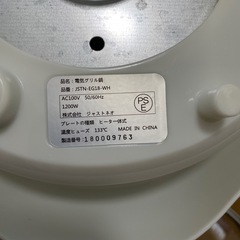 品名：電気グリル鍋
品番：JSTN-EG18-WH
AC100V 50/60Hz
1200W
株式会社 ジャストネオ
PS
E
プレートの種類 ヒーター一体式
温度ヒューズ 133℃ MADE IN CHINA
製造番号 180009763